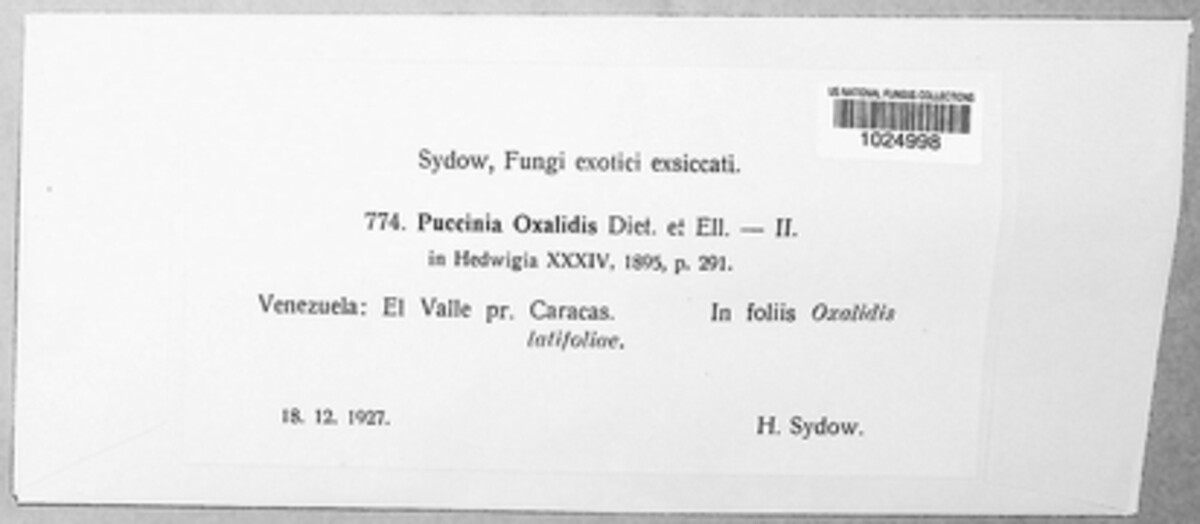 US NATIONAL FUNGUS COLLECTIONS
1024998
Sydow, Fungi exotici exsiccati.
774. Puccinia Oxalidis Diet. et Ell. — II.
in Hedwigia XXXIV, 1895, p. 291.
Venezuela: El Valle pr. Caracas. In foliis Oxalidis
latifoliae.
18. 12. 1927. H. Sydow.